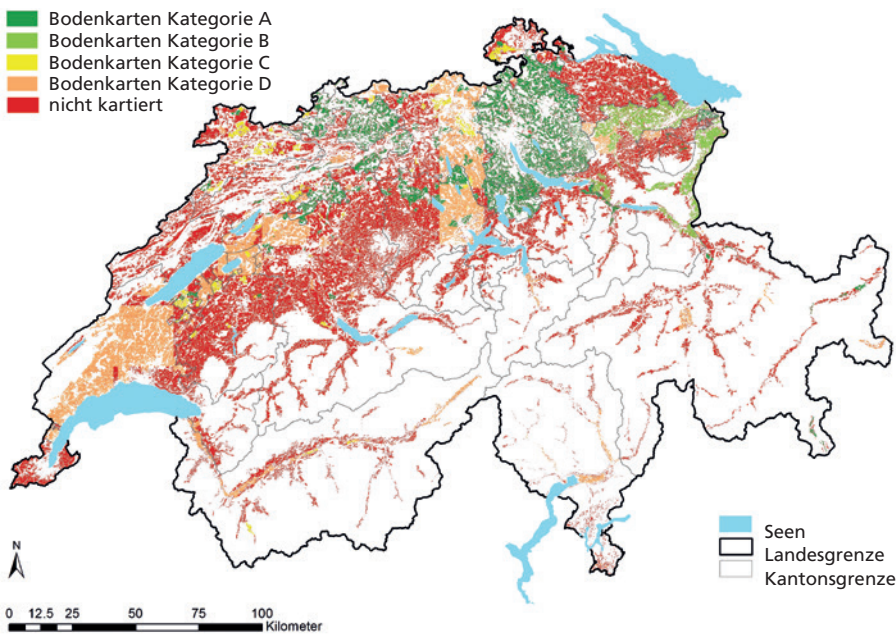 Bodenkarten Kategorie A
Bodenkarten Kategorie B
Bodenkarten Kategorie C
Bodenkarten Kategorie D
nicht kartiert
Seen
Landesgrenze
Kantonsgrenze
N
0 12.5 25 50 75 100
Kilometer